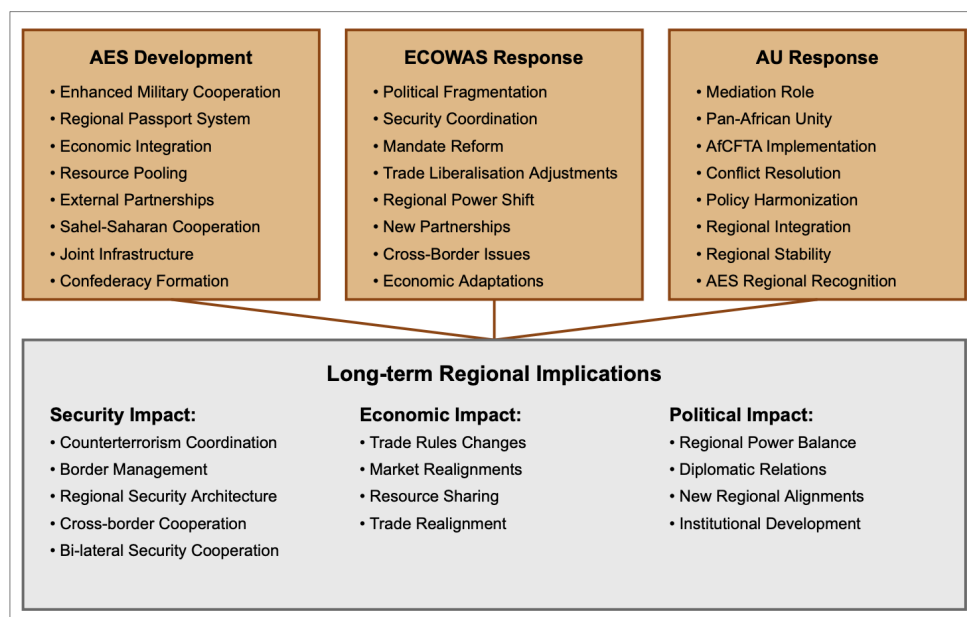 AES Development
• Enhanced Military Cooperation
• Regional Passport System
• Economic Integration
• Resource Pooling
• External Partnerships
• Sahel-Saharan Cooperation
• Joint Infrastructure
• Confederacy Formation
ECOWAS Response
• Political Fragmentation
• Security Coordination
• Mandate Reform
• Trade Liberalisation Adjustments
• Regional Power Shift
• New Partnerships
• Cross-Border Issues
• Economic Adaptations
AU Response
• Mediation Role
• Pan-African Unity
• AfCFTA Implementation
• Conflict Resolution
• Policy Harmonization
• Regional Integration
• Regional Stability
• AES Regional Recognition
Long-term Regional Implications
Security Impact:
• Counterterrorism Coordination
• Border Management
• Regional Security Architecture
• Cross-border Cooperation
• Bi-lateral Security Cooperation
Economic Impact:
• Trade Rules Changes
• Market Realignments
• Resource Sharing
• Trade Realignment
Political Impact:
• Regional Power Balance
• Diplomatic Relations
• New Regional Alignments
• Institutional Development